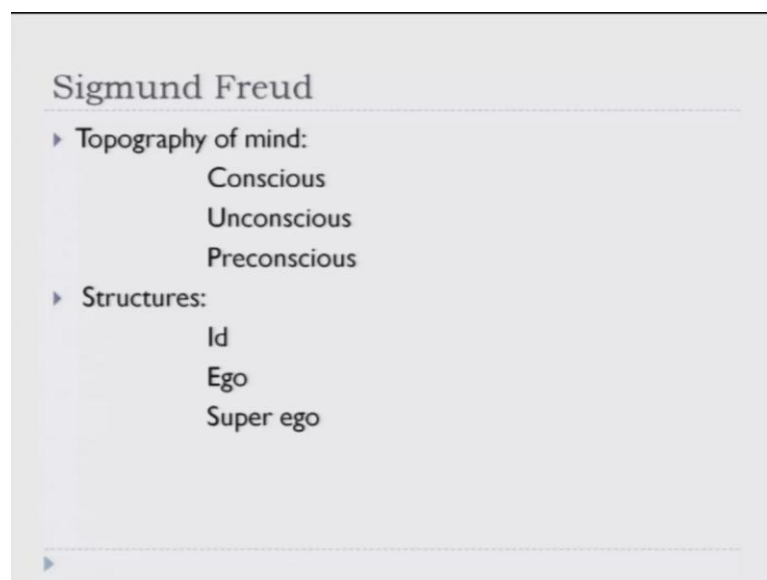 Sigmund Freud
Topography of mind:
Conscious
Unconscious
Preconscious
Structures:
Id
Ego
Super ego